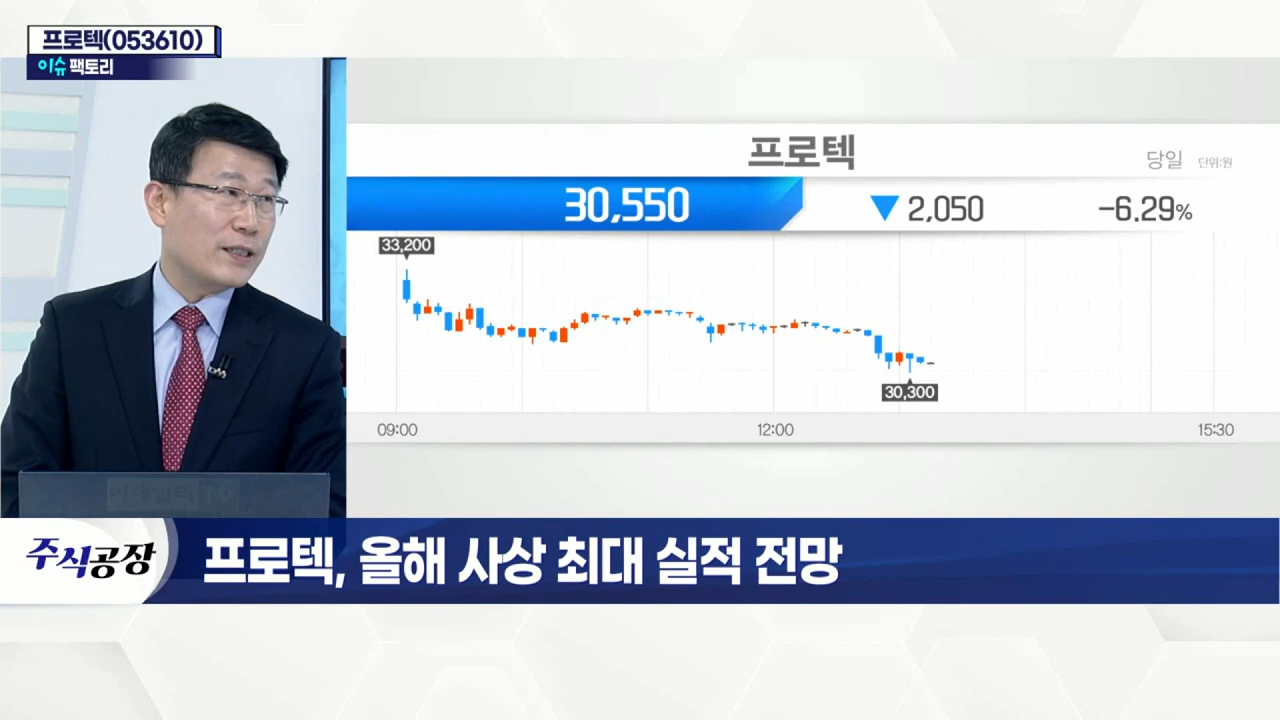 프로텍(053610)
이슈 팩토리
프로텍
당일 단위:원
30,550 ▼ 2,050 -6.29%
33,200
30,300
09:00 12:00 15:30
주식공장
프로텍, 올해 사상 최대 실적 전망